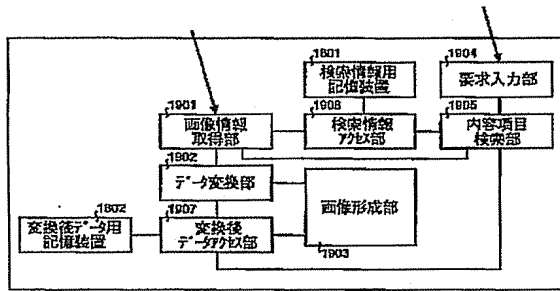 1601
検索情報用
記憶装置
1904
要求入力部
1901
画像情報
取得部
1906
検索情報
アクセス部
1905
内容項目
検索部
1902
データ変換部
画像形成部
1903
1602
変換後データ用
記憶装置
1907
変換後
データアクセス部